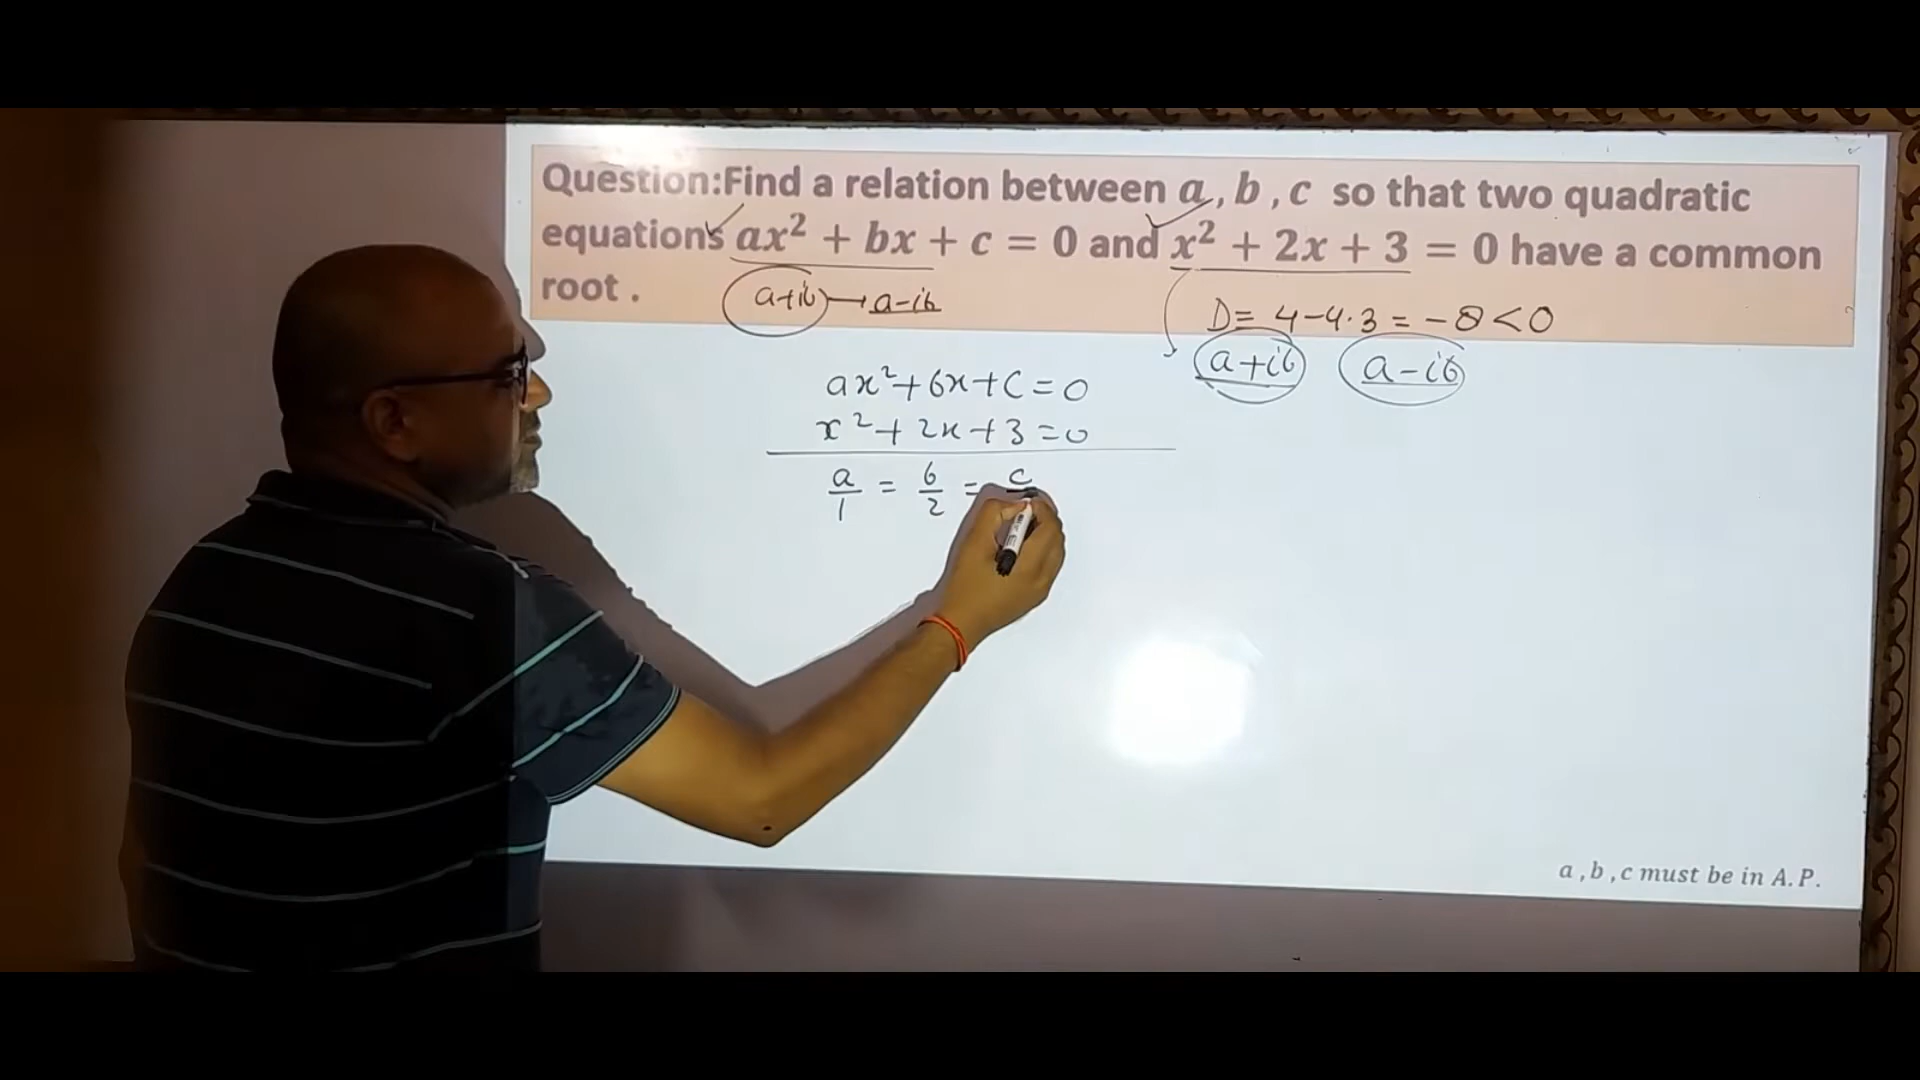 Question:Find a relation between a, b, c so that two quadratic
equations ax² + bx + c = 0 and x² + 2x + 3 = 0 have a common
root .
a+ib → a-ib
D= 4-4·3 = -8<0
a+ib a-ib
ax²+bx+c=0
x²+2x+3=0
a/1 = b/2 = c
a, b, c must be in A.P.